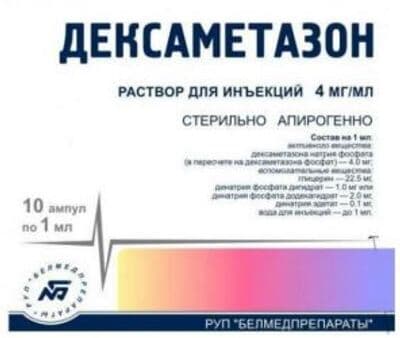 ДЕКСАМЕТАЗОН
РАСТВОР ДЛЯ ИНЪЕКЦИЙ 4 МГ/МЛ
СТЕРИЛЬНО АПИРОГЕННО
Состав на 1 мл:
активного вещества:
дексаметазона натрия фосфата
(в пересчете на дексаметазона фосфат) — 4.0 мг;
вспомогательные вещества:
глицерин — 22.5 мг,
динатрия фосфата дигидрат — 1.0 мг или
динатрия фосфата додекагидрат — 2.0 мг,
динатрия эдетат — 0.1 мг,
вода для инъекций — до 1 мл.
10 ампул
по 1 мл
РУП "БЕЛМЕДПРЕПАРАТЫ"
РУП "БЕЛМЕДПРЕПАРАТЫ"